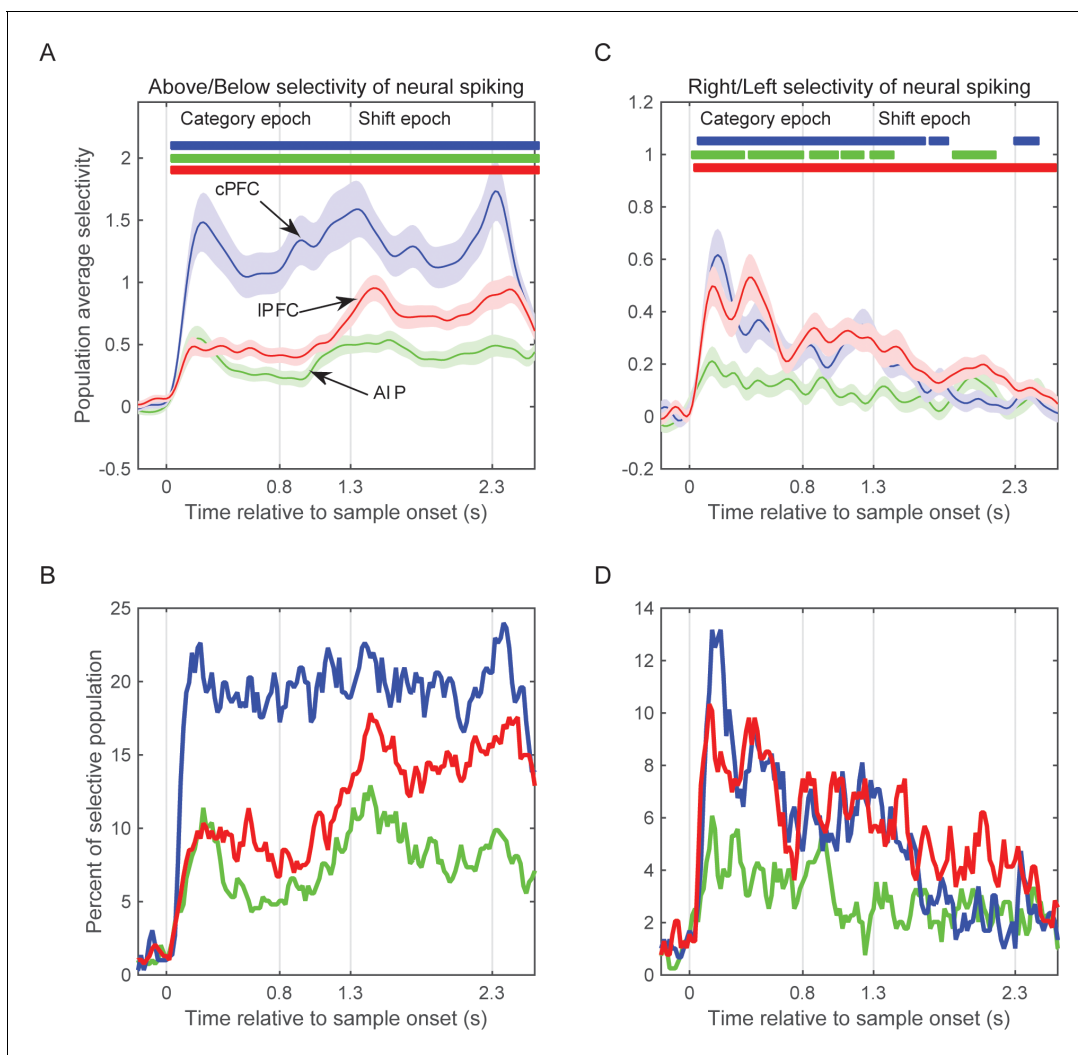 A
Above/Below selectivity of neural spiking
Category epoch
Shift epoch
cPFC
lPFC
AIP
2
1.5
1
0.5
0
-0.5
Population average selectivity
0
0.8
1.3
2.3
Time relative to sample onset (s)
C
Right/Left selectivity of neural spiking
Category epoch
Shift epoch
1.2
1
0.8
0.6
0.4
0.2
0
-0.2
0
0.8
1.3
2.3
Time relative to sample onset (s)
B
25
20
15
10
5
0
Percent of selective population
0
0.8
1.3
2.3
Time relative to sample onset (s)
D
14
12
10
8
6
4
2
0
0
0.8
1.3
2.3
Time relative to sample onset (s)